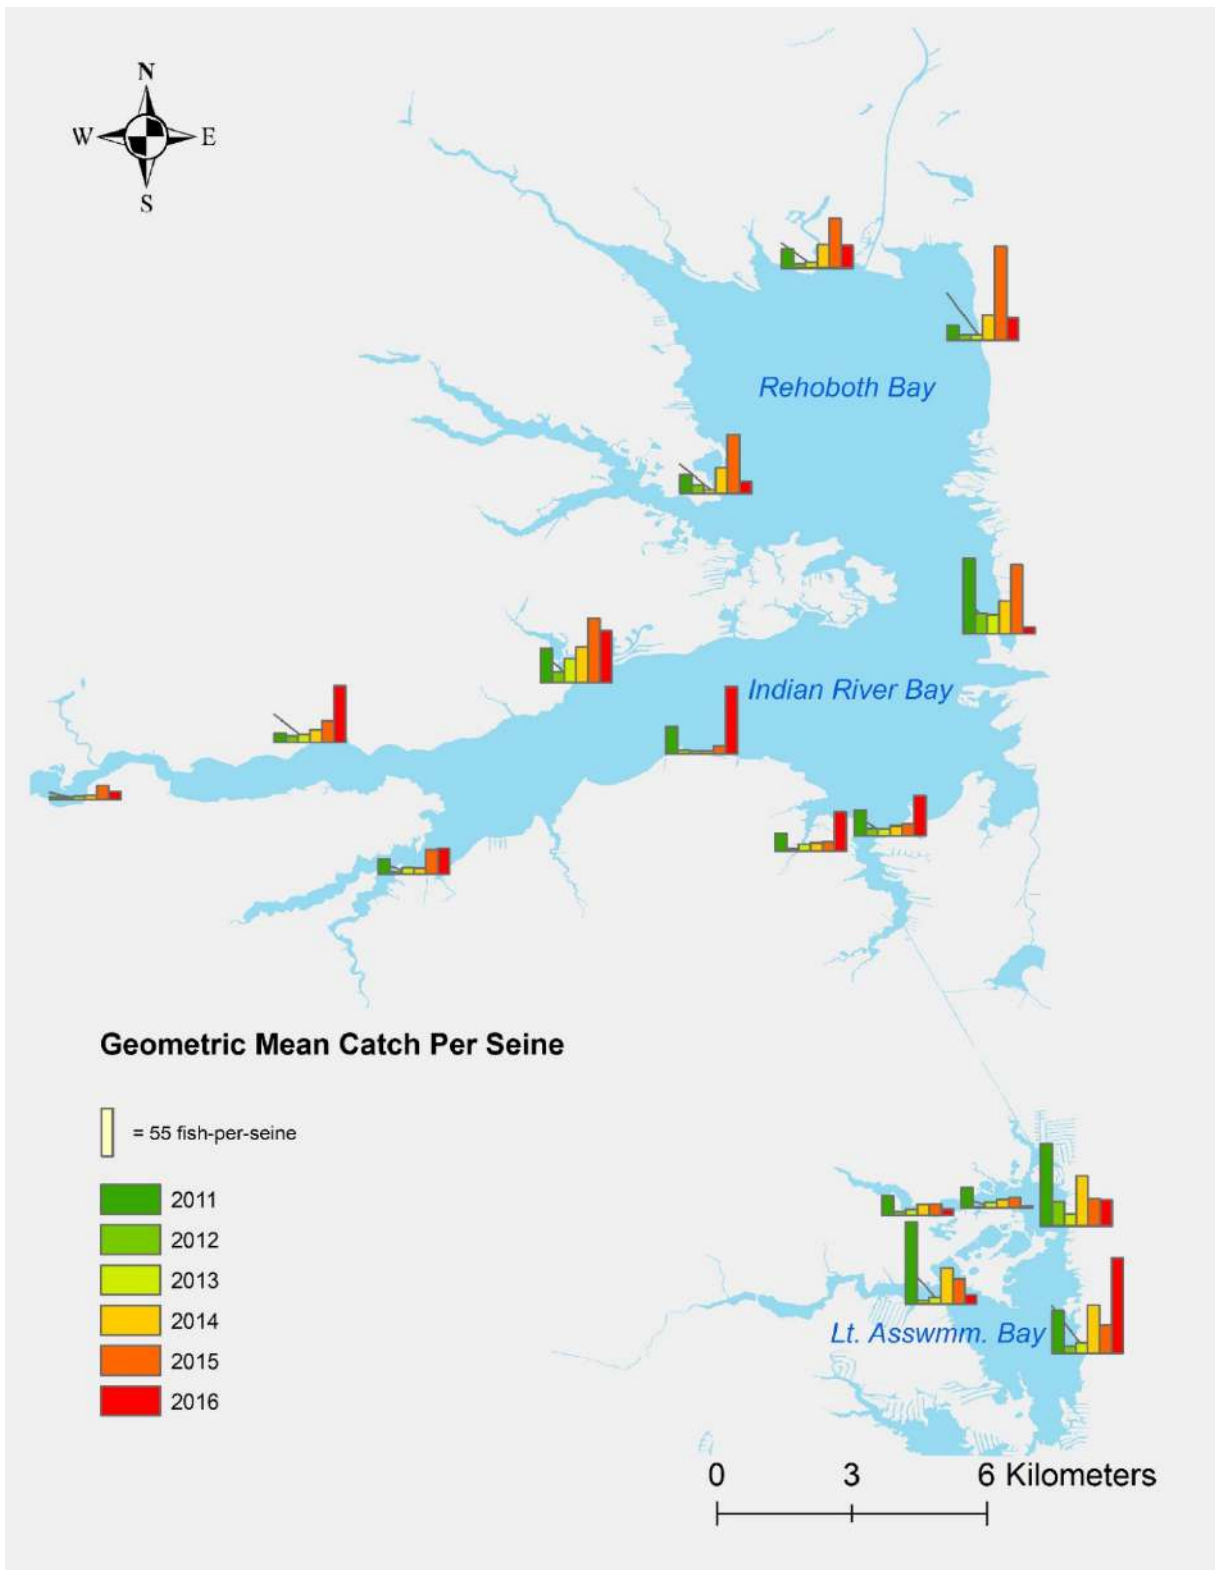 N
W E
S
Rehoboth Bay
Indian River Bay
Geometric Mean Catch Per Seine
= 55 fish-per-seine
2011
2012
2013
2014
2015
2016
Lt. Asswmm. Bay
0 3 6 Kilometers